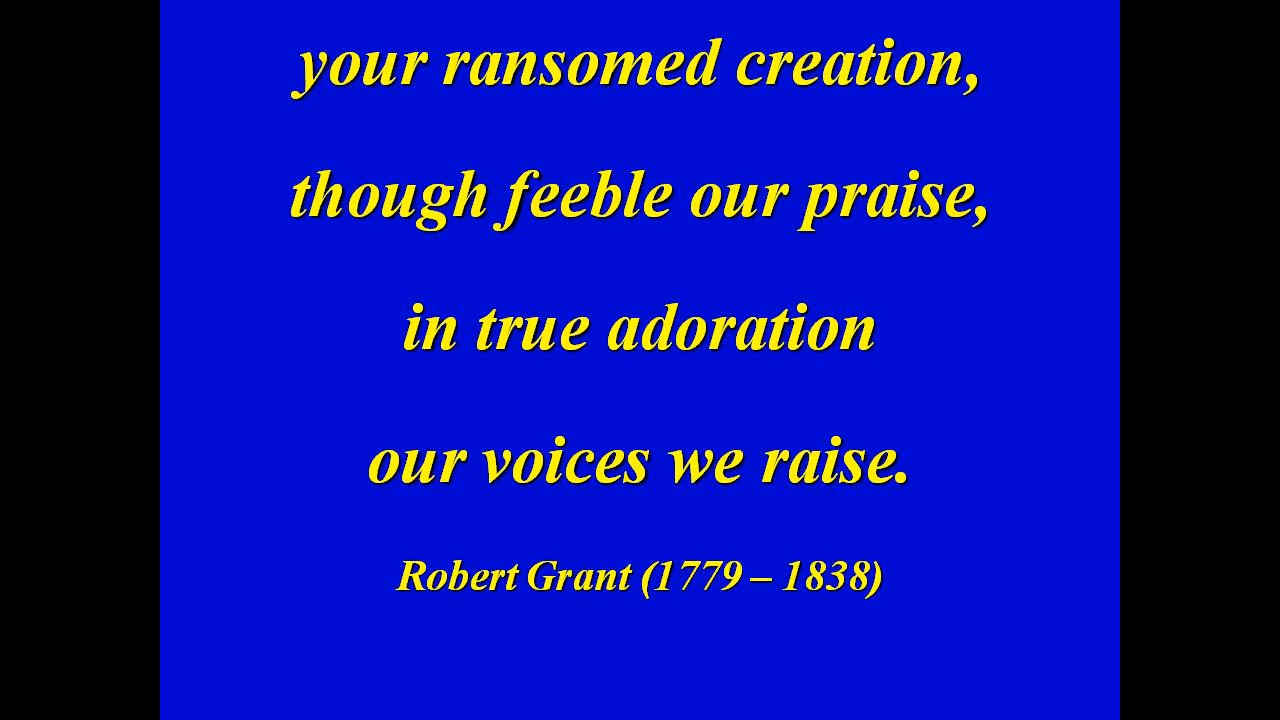 your ransomed creation,
though feeble our praise,
in true adoration
our voices we raise.
Robert Grant (1779 – 1838)